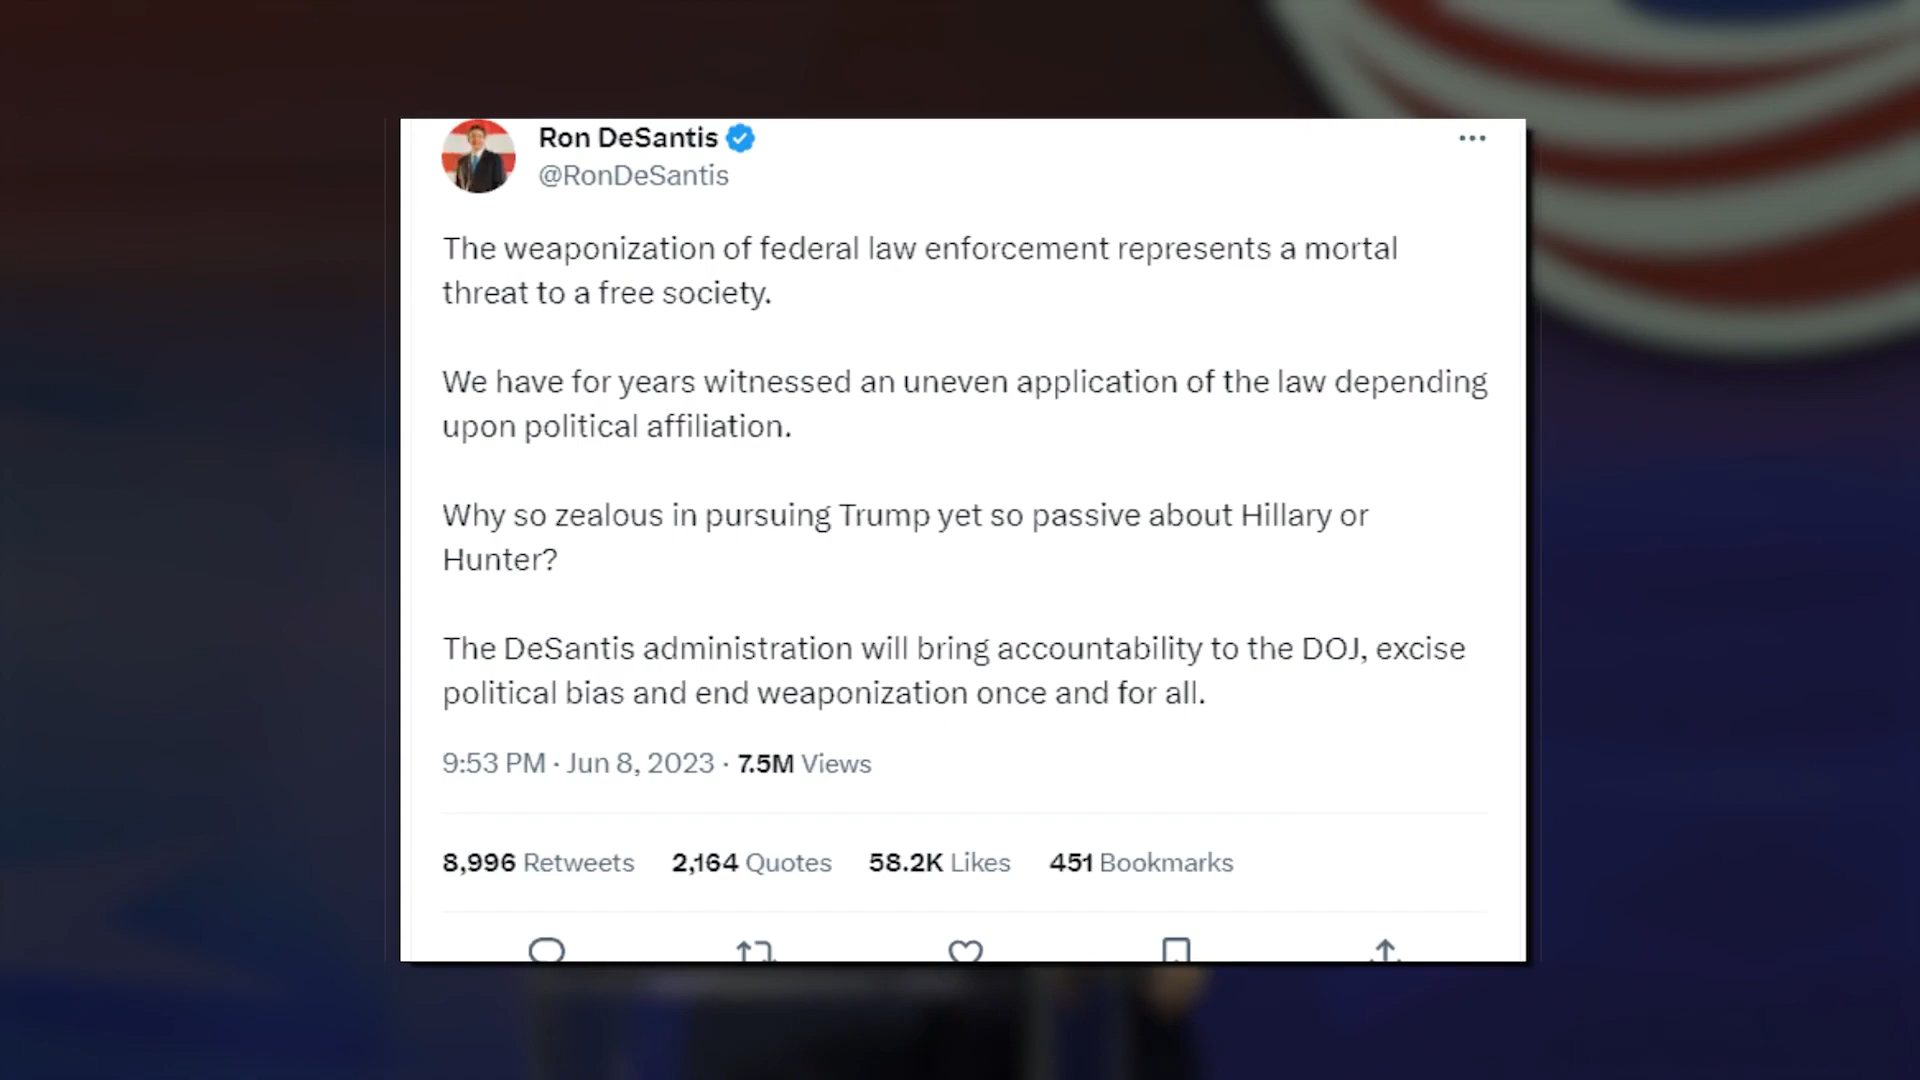 Ron DeSantis
@RonDeSantis
The weaponization of federal law enforcement represents a mortal
threat to a free society.
We have for years witnessed an uneven application of the law depending
upon political affiliation.
Why so zealous in pursuing Trump yet so passive about Hillary or
Hunter?
The DeSantis administration will bring accountability to the DOJ, excise
political bias and end weaponization once and for all.
9:53 PM · Jun 8, 2023 · 7.5M Views
8,996 Retweets 2,164 Quotes 58.2K Likes 451 Bookmarks